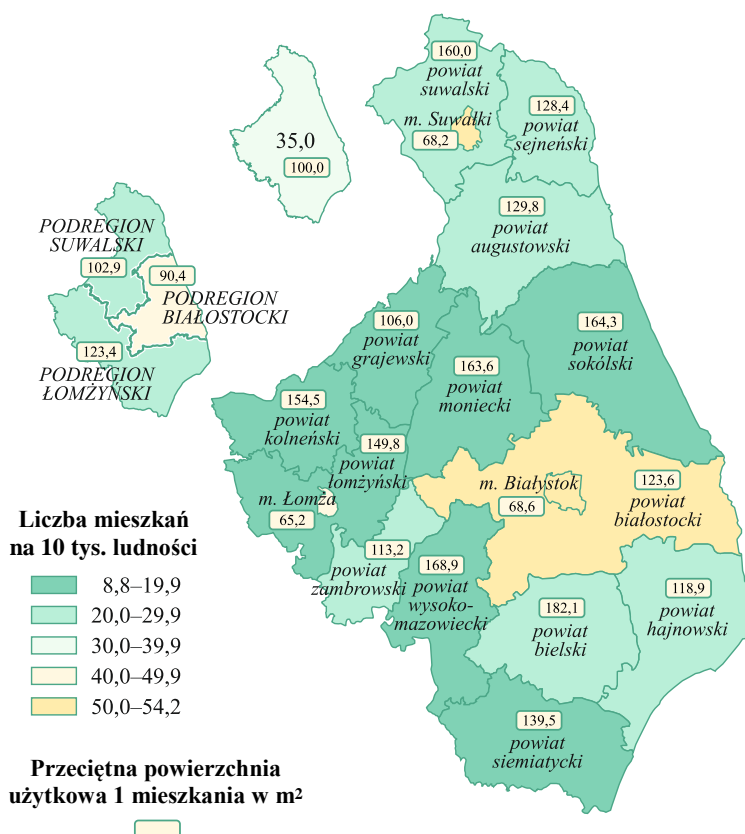 160,0
powiat
suwalski
m. Suwałki
68,2
128,4
powiat
sejneński
35,0
100,0
129,8
powiat
augustowski
PODREGION
SUWALSKI
102,9
90,4
PODREGION
BIAŁOSTOCKI
123,4
PODREGION
ŁOMŻYŃSKI
106,0
powiat
grajewski
163,6
powiat
moniecki
164,3
powiat
sokólski
154,5
powiat
kolneński
149,8
powiat
łomżyński
m. Łomża
65,2
m. Białystok
68,6
123,6
powiat
białostocki
113,2
powiat
zambrowski
168,9
powiat
wysoko-
mazowiecki
182,1
powiat
bielski
118,9
powiat
hajnowski
139,5
powiat
siemiatycki
Liczba mieszkań
na 10 tys. ludności
8,8–19,9
20,0–29,9
30,0–39,9
40,0–49,9
50,0–54,2
Przeciętna powierzchnia
użytkowa 1 mieszkania w m²